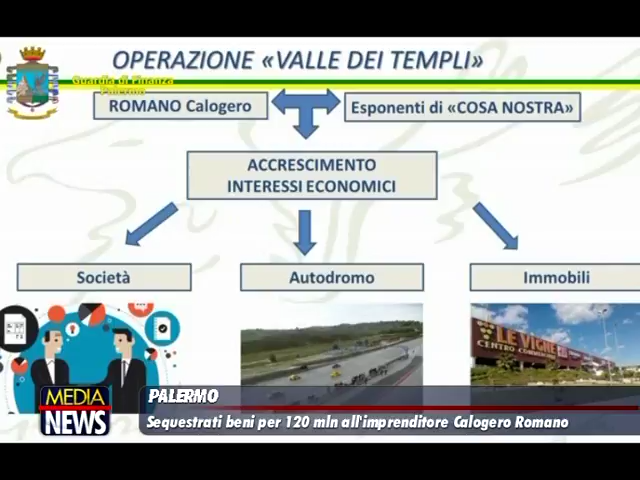 OPERAZIONE «VALLE DEI TEMPLI»
Guardia di Finanza
Palermo
ROMANO Calogero
Esponenti di «COSA NOSTRA»
ACCRESCIMENTO
INTERESSI ECONOMICI
Società
Autodromo
Immobili
LE VIGNE
CENTRO COMMERCIALE
MEDIA
NEWS
PALERMO
Sequestrati beni per 120 mln all'imprenditore Calogero Romano